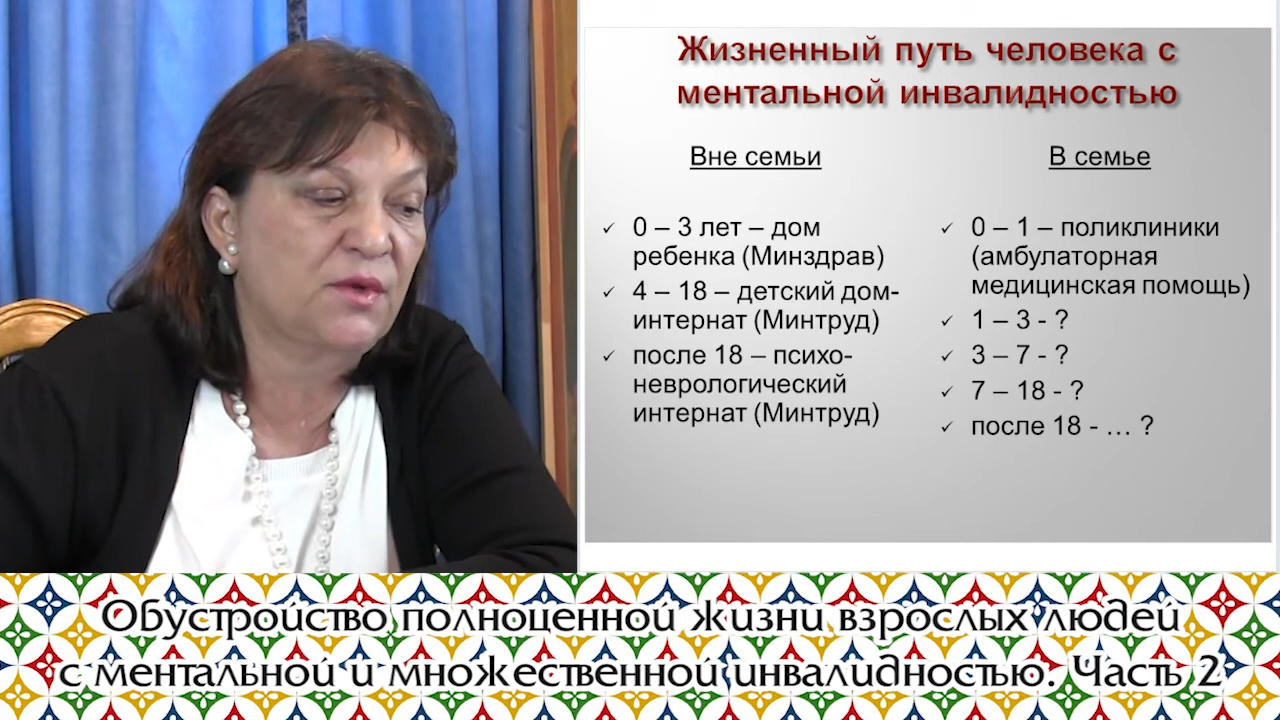 Жизненный путь человека с
ментальной инвалидностью
Вне семьи
✓ 0 – 3 лет – дом
ребенка (Минздрав)
✓ 4 – 18 – детский дом-
интернат (Минтруд)
✓ после 18 – психо-
неврологический
интернат (Минтруд)
В семье
✓ 0 – 1 – поликлиники
(амбулаторная
медицинская помощь)
✓ 1 – 3 - ?
✓ 3 – 7 - ?
✓ 7 – 18 - ?
✓ после 18 - … ?
Обустройство полноценной жизни взрослых людей
с ментальной и множественной инвалидностью. Часть 2